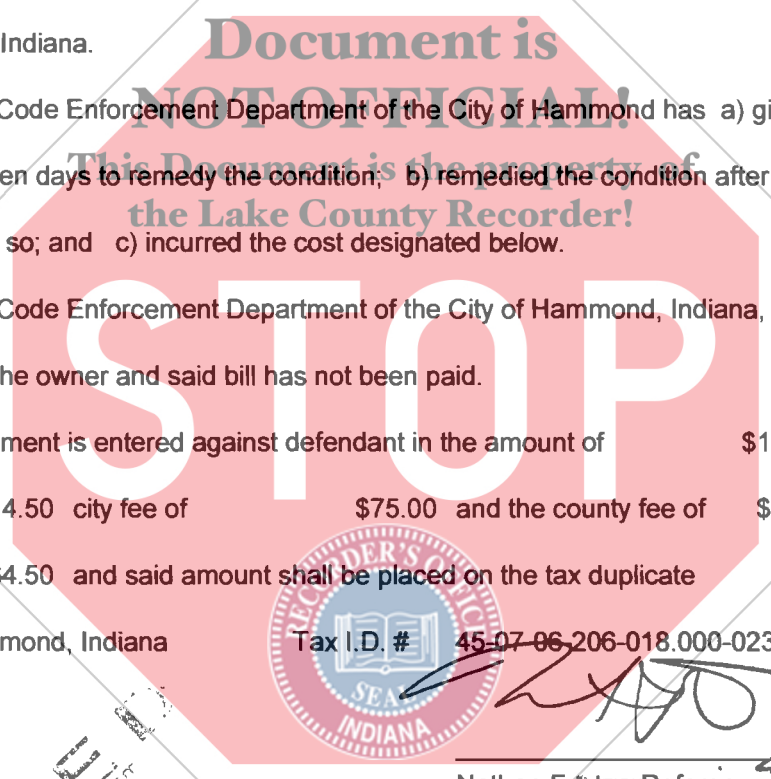 Indiana.
Document is
NOT OFFICIAL!
Code Enforcement Department of the City of Hammond has a) gi
This Document is the property of
en days to remedy the condition; b) remedied the condition after
the Lake County Recorder!
so; and c) incurred the cost designated below.
STOP
Code Enforcement Department of the City of Hammond, Indiana,
he owner and said bill has not been paid.
ment is entered against defendant in the amount of $1
4.50 city fee of $75.00 and the county fee of $
4.50 and said amount shall be placed on the tax duplicate
mond, Indiana Tax I.D. # 45-07-06-206-018.000-023
RECORDER'S OFFICE
SEAL
INDIANA